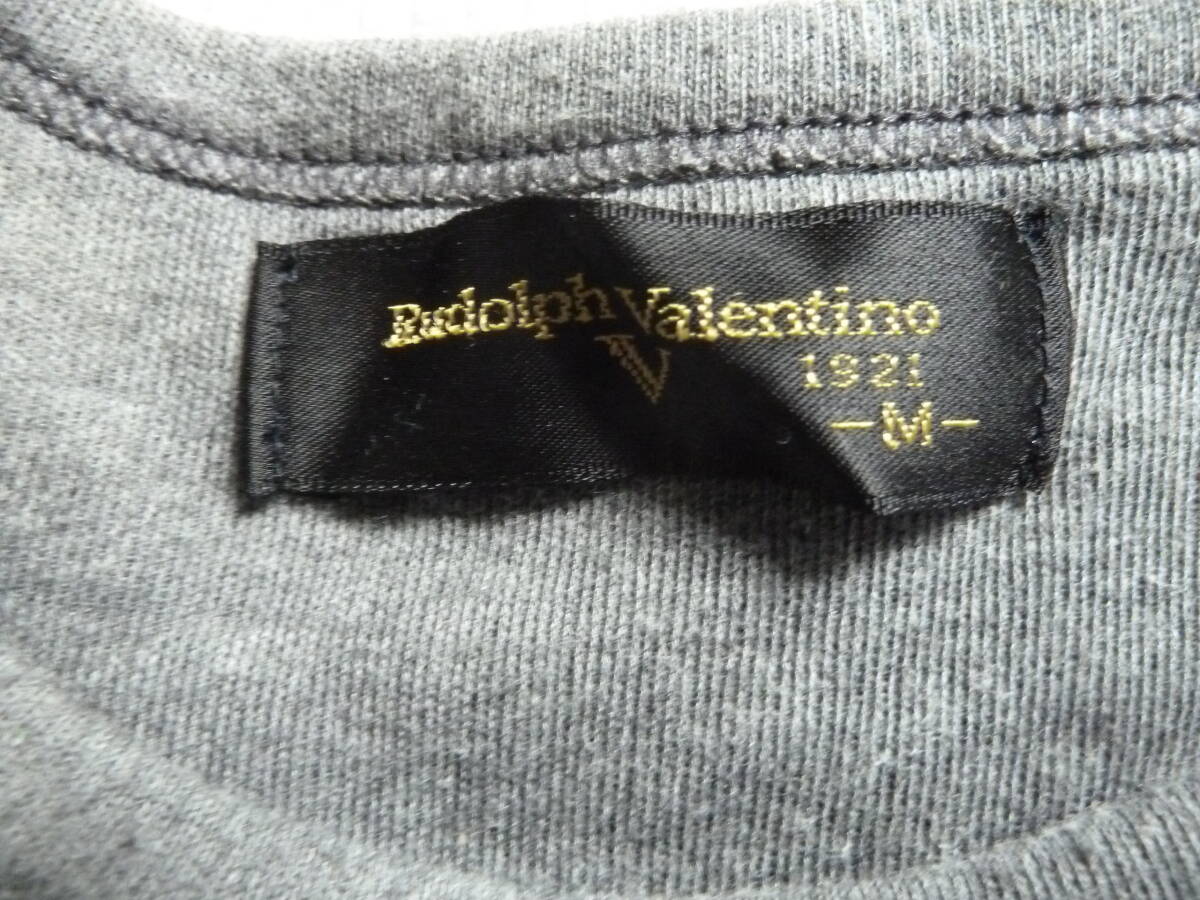 Rudolph Valentino
V
1921
-M-